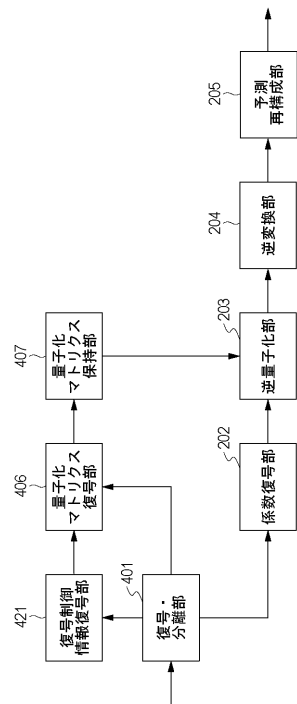 421
復号制御
情報復号部
406
量子化
マトリクス
復号部
407
量子化
マトリクス
保持部
401
復号・
分離部
202
係数復号部
203
逆量子化部
204
逆変換部
205
予測
再構成部